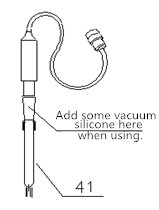 Add some vacuum
silicone here
when using.
41